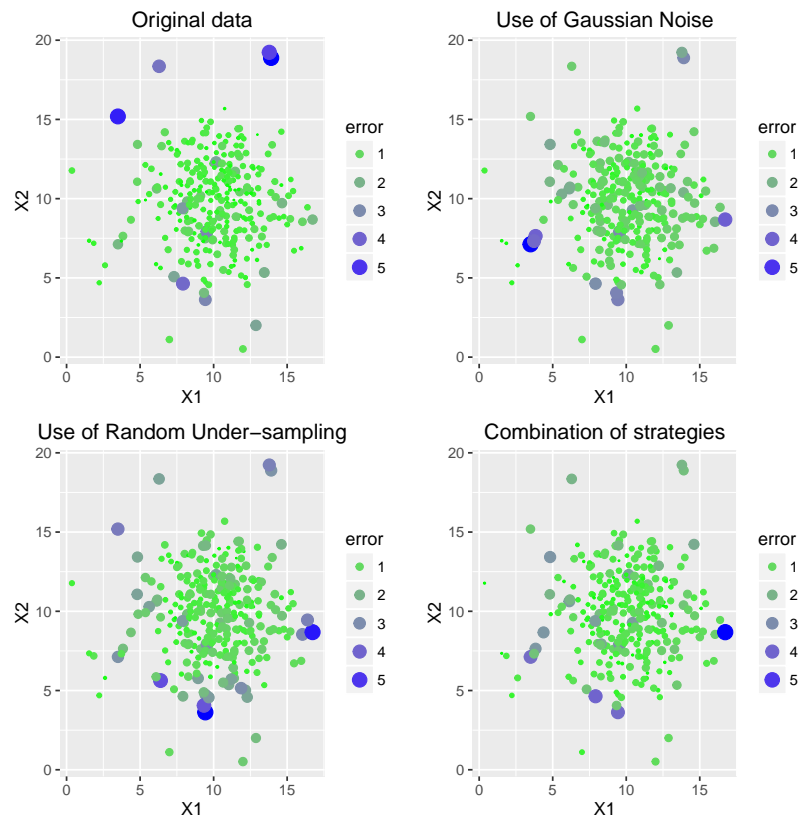 Original data
20
15
10
5
0
X2
0 5 10 15
X1
error
1
2
3
4
5
Use of Gaussian Noise
20
15
10
5
0
X2
0 5 10 15
X1
error
1
2
3
4
5
Use of Random Under−sampling
20
15
10
5
0
X2
0 5 10 15
X1
error
1
2
3
4
5
Combination of strategies
20
15
10
5
0
X2
0 5 10 15
X1
error
1
2
3
4
5